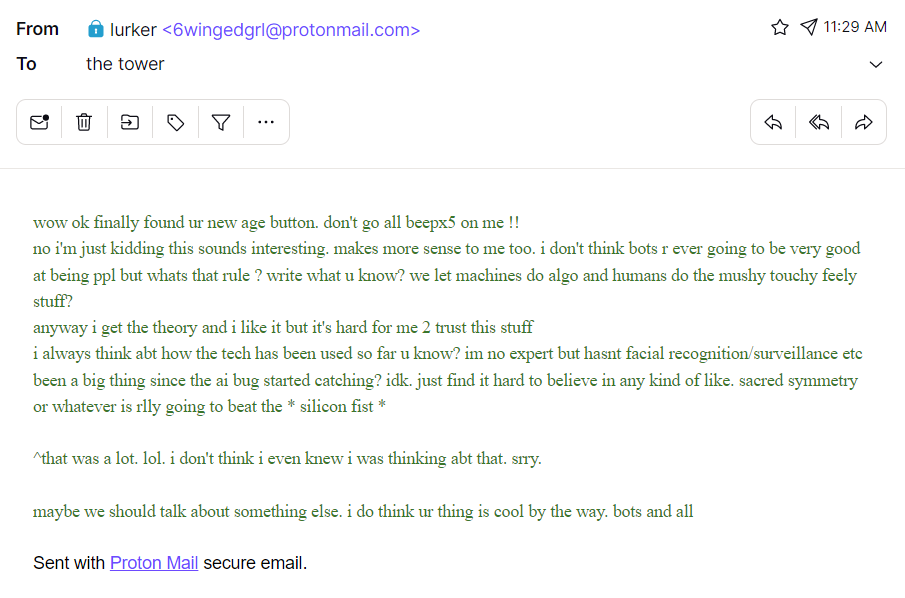 From lurker <6wingedgrl@protonmail.com> 11:29 AM
To the tower
wow ok finally found ur new age button. don't go all beepx5 on me !!
no i'm just kidding this sounds interesting. makes more sense to me too. i don't think bots r ever going to be very good
at being ppl but whats that rule ? write what u know? we let machines do algo and humans do the mushy touchy feely
stuff?
anyway i get the theory and i like it but it's hard for me 2 trust this stuff
i always think abt how the tech has been used so far u know? im no expert but hasnt facial recognition/surveillance etc
been a big thing since the ai bug started catching? idk. just find it hard to believe in any kind of like. sacred symmetry
or whatever is rlly going to beat the * silicon fist *
^that was a lot. lol. i don't think i even knew i was thinking abt that. srry.
maybe we should talk about something else. i do think ur thing is cool by the way. bots and all
Sent with Proton Mail secure email.